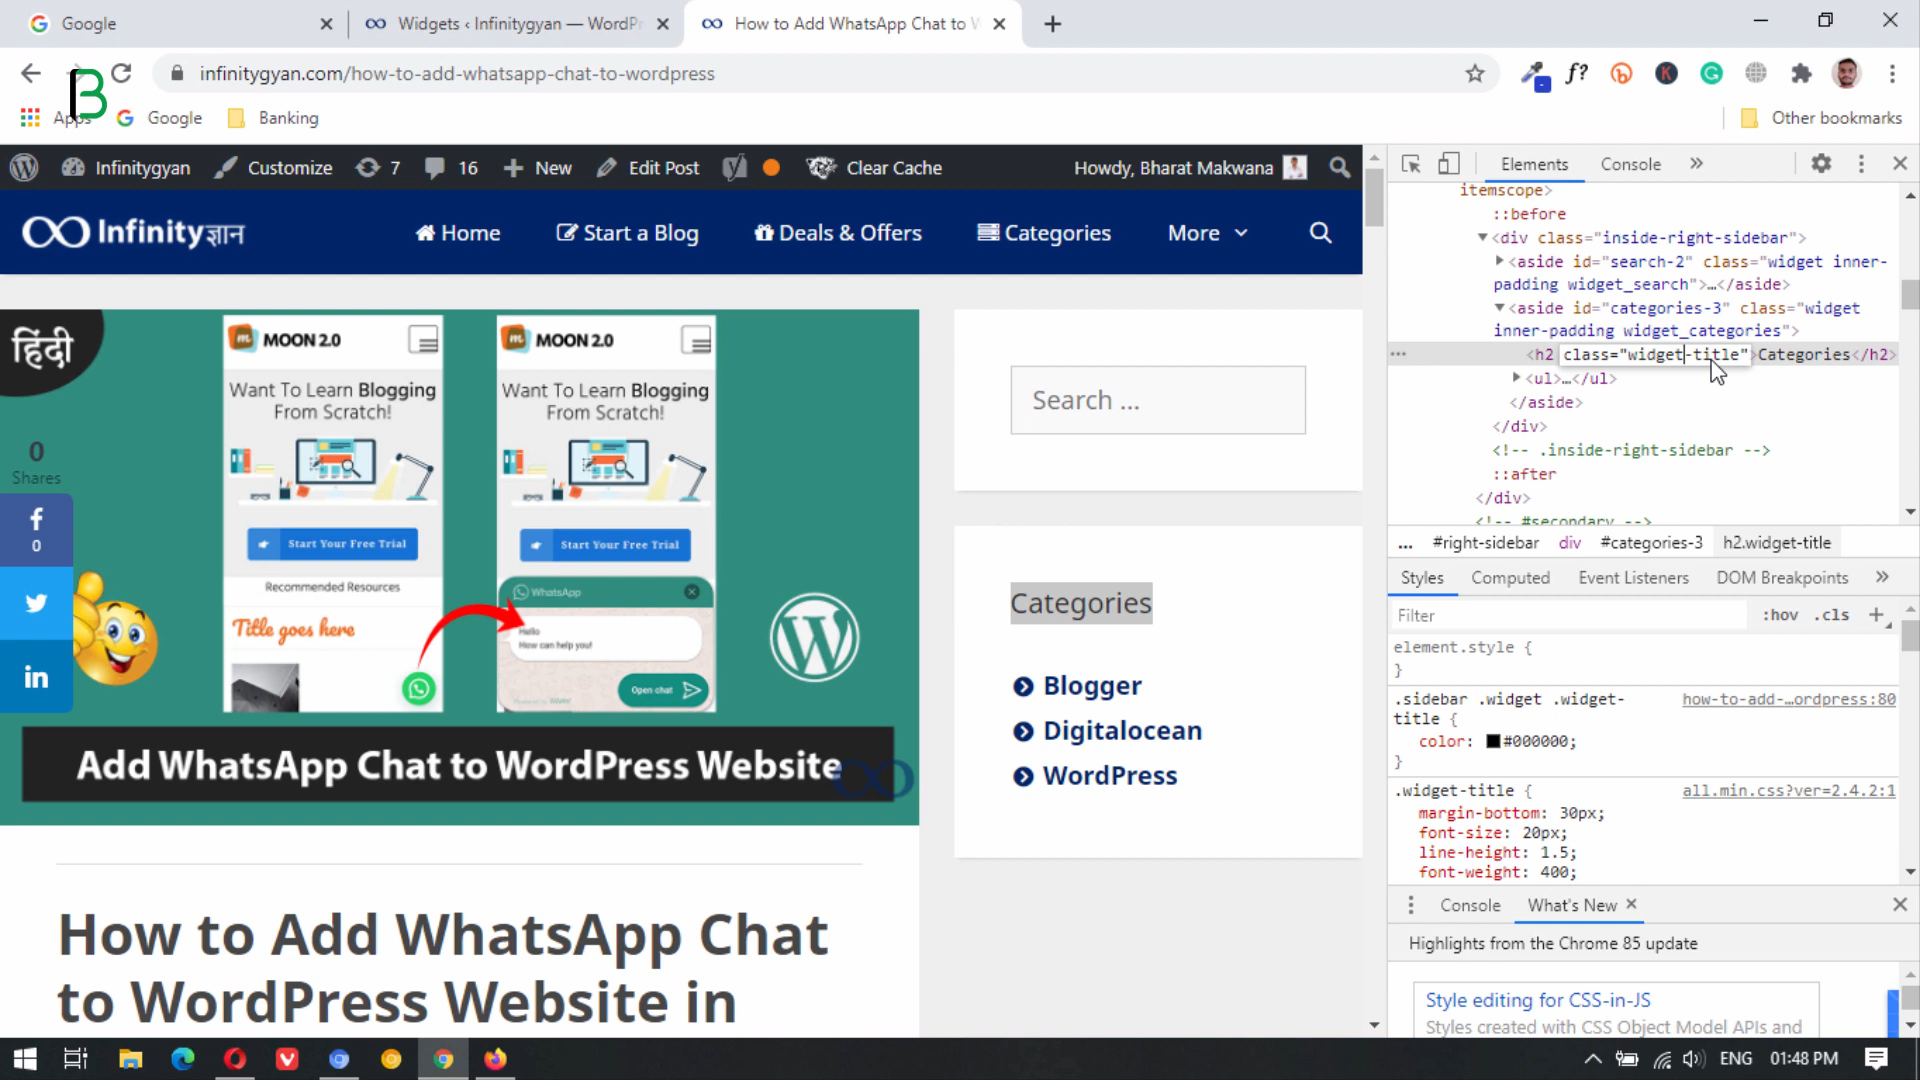 Google
Widgets ‹ Infinitygyan — WordPr
How to Add WhatsApp Chat to W
infinitygyan.com/how-to-add-whatsapp-chat-to-wordpress
Apps
Google
Banking
Other bookmarks
Infinitygyan
Customize
7
16
New
Edit Post
Clear Cache
Howdy, Bharat Makwana
Infinityज्ञान
Home
Start a Blog
Deals & Offers
Categories
More
हिंदी
MOON 2.0
MOON 2.0
Want To Learn Blogging
From Scratch!
Want To Learn Blogging
From Scratch!
Start Your Free Trial
Start Your Free Trial
Recommended Resources
Title goes here
WhatsApp
Hello
How can help you!
Open chat
Add WhatsApp Chat to WordPress Website
0
Shares
0
How to Add WhatsApp Chat
to WordPress Website in
Search ...
Categories
Blogger
Digitalocean
WordPress
Elements
Console
itemscope>
::before
<div class="inside-right-sidebar">
<aside id="search-2" class="widget inner-
padding widget_search">…</aside>
<aside id="categories-3" class="widget
inner-padding widget_categories">
<h2 class="widget-title">Categories</h2>
<ul>…</ul>
</aside>
</div>
<!-- .inside-right-sidebar -->
::after
</div>
<!-- #secondary -->
... #right-sidebar div #categories-3 h2.widget-title
Styles Computed Event Listeners DOM Breakpoints
Filter :hov .cls +
element.style {
}
.sidebar .widget .widget-
title {
how-to-add-…ordpress:80
color: #000000;
}
.widget-title {
all.min.css?ver=2.4.2:1
margin-bottom: 30px;
font-size: 20px;
line-height: 1.5;
font-weight: 400;
Console What's New
Highlights from the Chrome 85 update
Style editing for CSS-in-JS
Styles created with CSS Object Model APIs and
ENG 01:48 PM